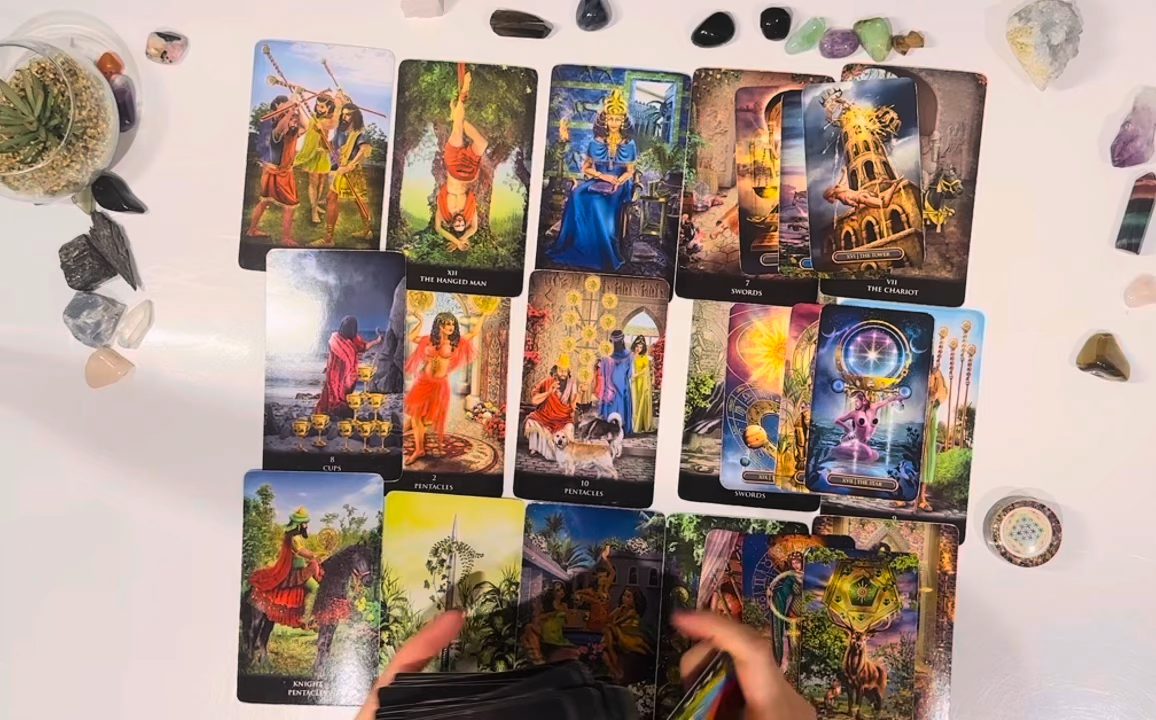 XII
THE HANGED MAN
7
SWORDS
XVI | THE TOWER
VII
THE CHARIOT
8
CUPS
2
PENTACLES
10
PENTACLES
SWORDS
XVII | THE STAR
KNIGHT
PENTACLES